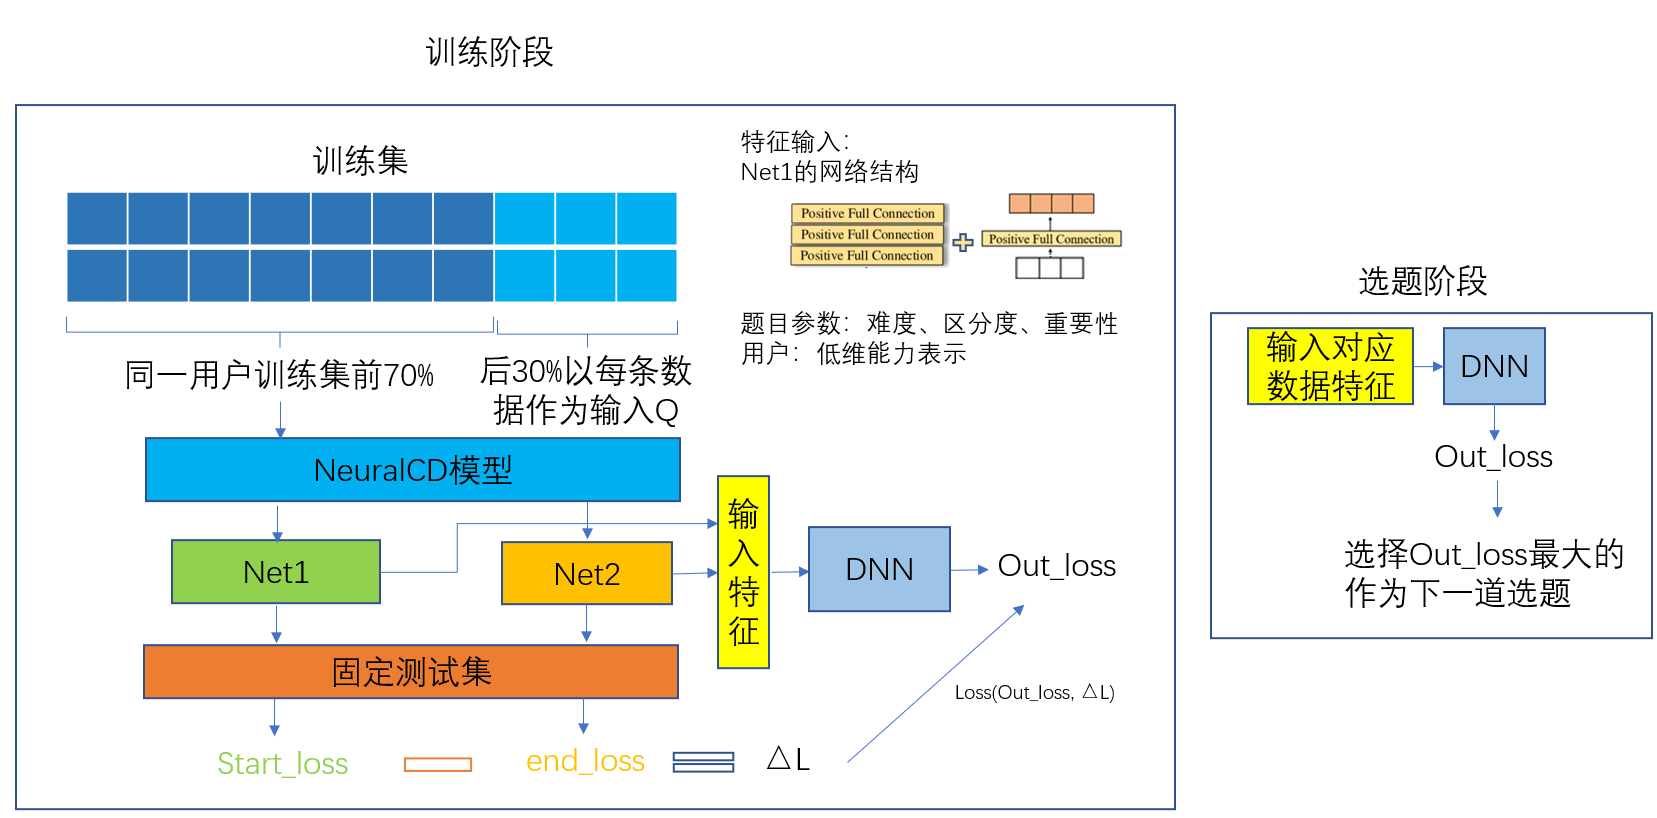 训练阶段
训练集
同一用户训练集前70%
后30%以每条数
据作为输入Q
NeuralCD模型
Net1
Net2
固定测试集
Start_loss
end_loss
△L
特征输入：
Net1的网络结构
Positive Full Connection
Positive Full Connection
Positive Full Connection
Positive Full Connection
题目参数：难度、区分度、重要性
用户：低维能力表示
输
入
特
征
DNN
Out_loss
Loss(Out_loss, △L)
选题阶段
输入对应
数据特征
DNN
Out_loss
选择Out_loss最大的
作为下一道选题